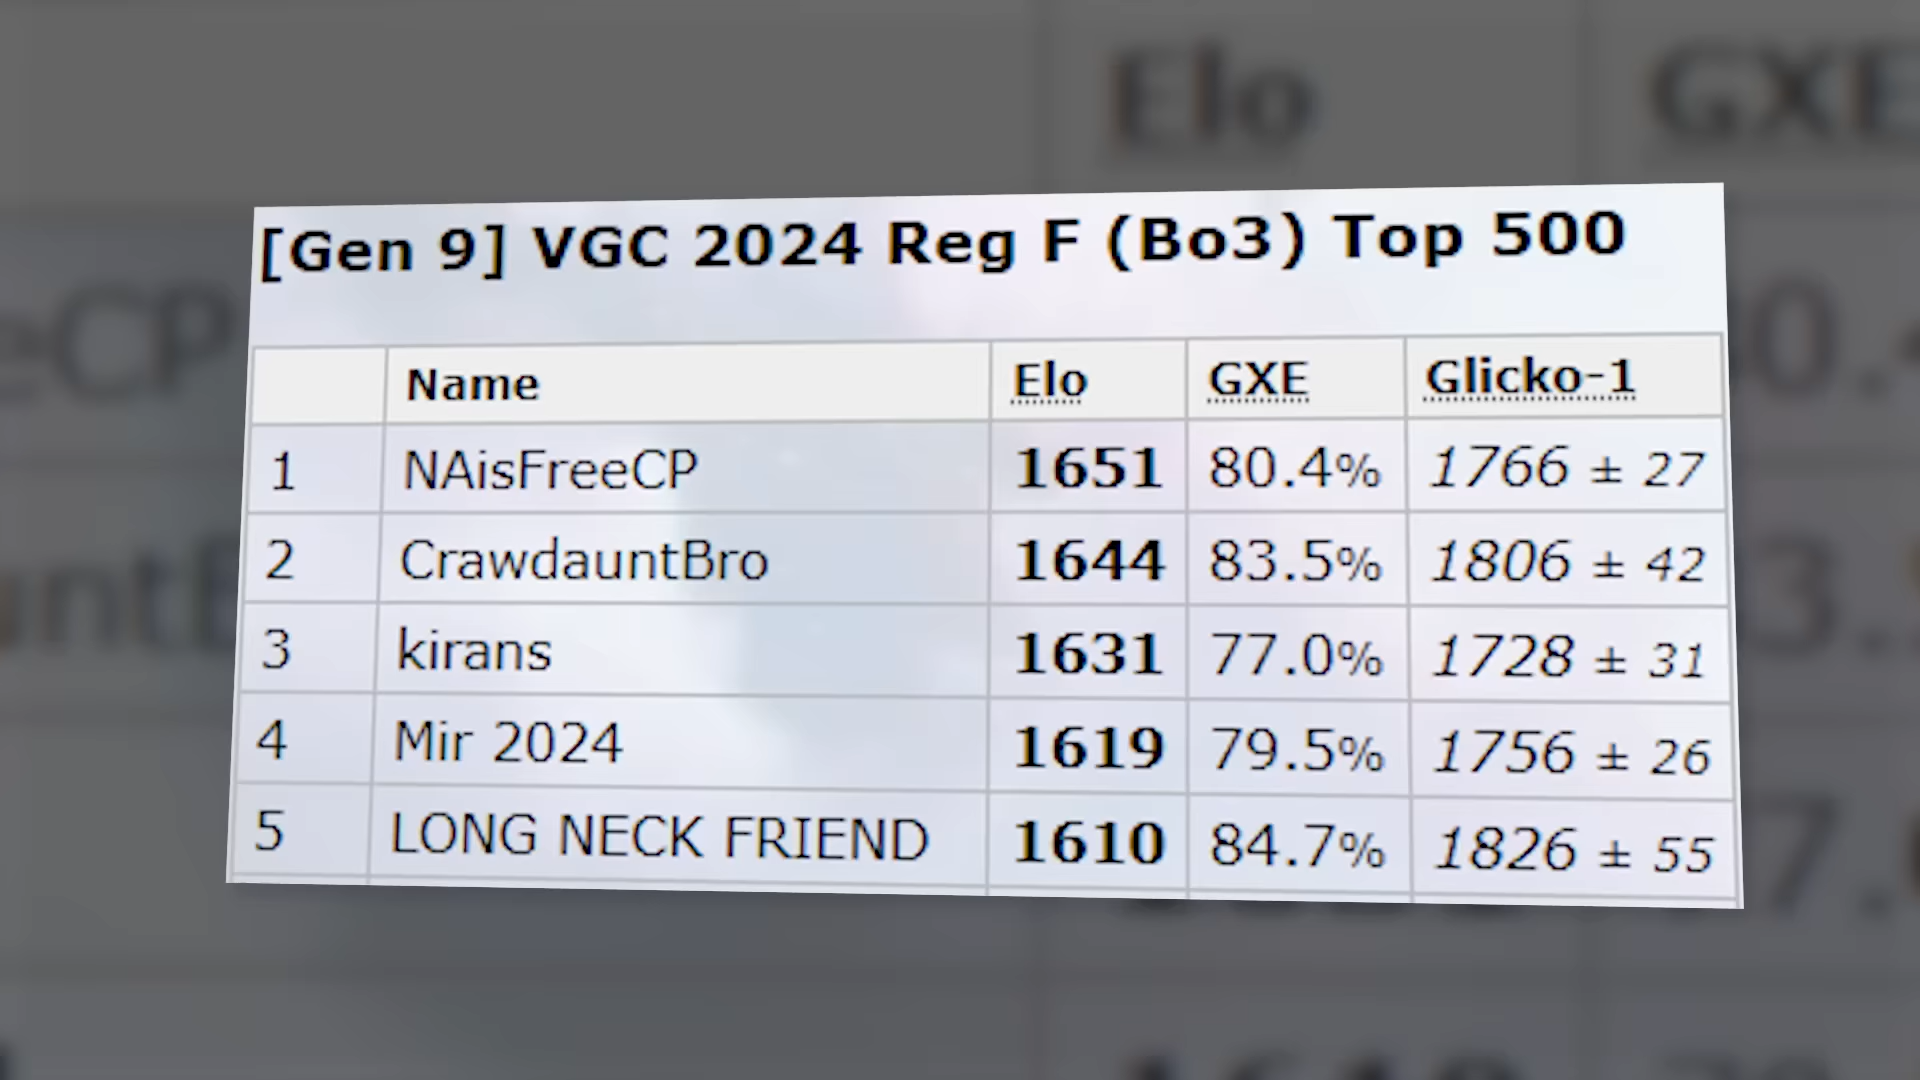 [Gen 9] VGC 2024 Reg F (Bo3) Top 500
Name Elo GXE Glicko-1
1 NAisFreeCP 1651 80.4% 1766 ± 27
2 CrawdauntBro 1644 83.5% 1806 ± 42
3 kirans 1631 77.0% 1728 ± 31
4 Mir 2024 1619 79.5% 1756 ± 26
5 LONG NECK FRIEND 1610 84.7% 1826 ± 55
Elo GXE